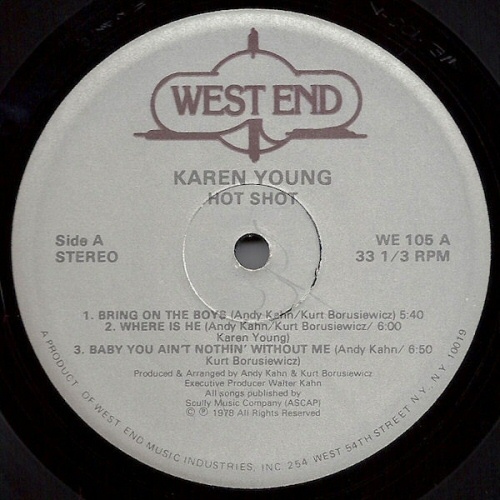 WEST END
KAREN YOUNG
HOT SHOT
Side A
STEREO
WE 105 A
33 1/3 RPM
1. BRING ON THE BOYS (Andy Kahn/Kurt Borusiewicz) 5:40
2. WHERE IS HE (Andy Kahn/Kurt Borusiewicz/ 6:00
Karen Young)
3. BABY YOU AIN'T NOTHIN' WITHOUT ME (Andy Kahn/ 6:50
Kurt Borusiewicz)
Produced & Arranged by Andy Kahn & Kurt Borusiewicz
Executive Producer Walter Kahn
All songs published by
Scully Music Company (ASCAP)
© ℗ 1978 All Rights Reserved
A PRODUCT OF WEST END MUSIC INDUSTRIES, INC. 254 WEST 54TH STREET N.Y. N.Y. 10019